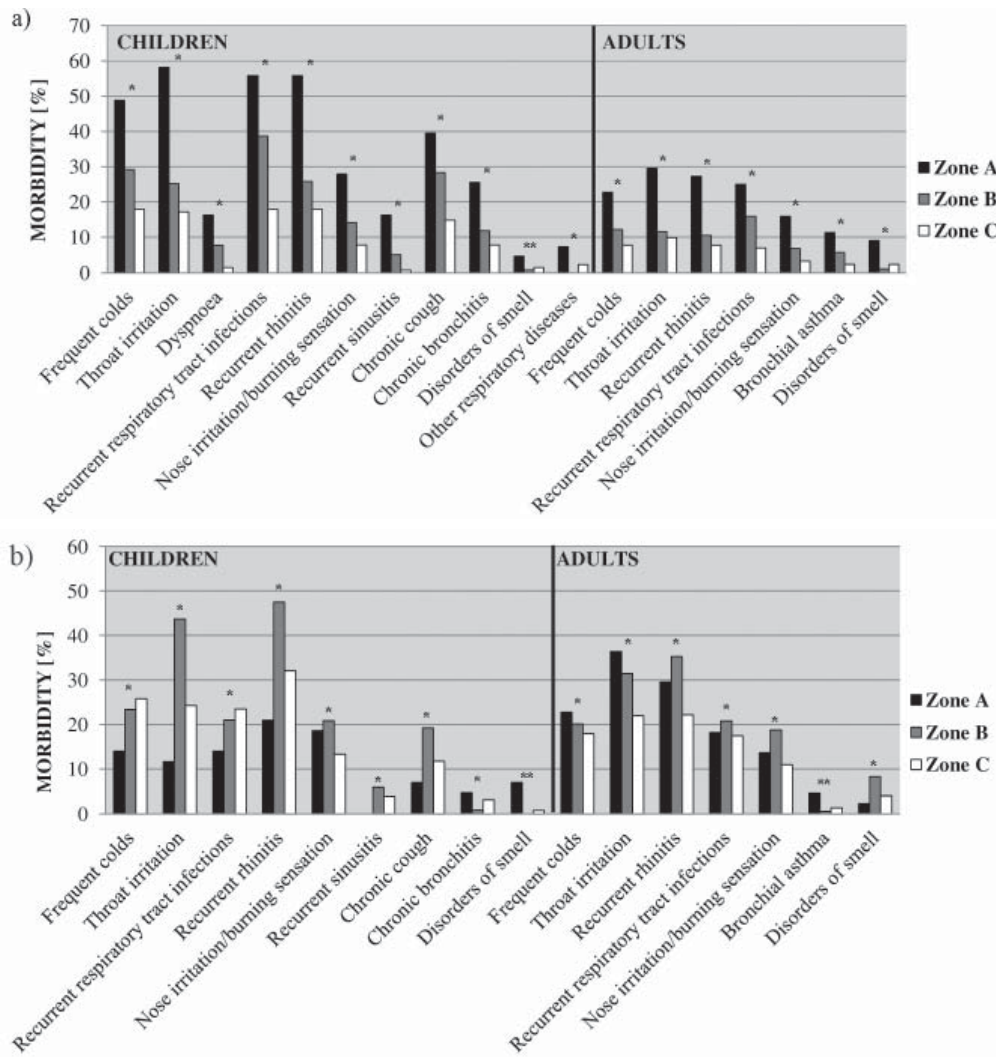 a)
CHILDREN
ADULTS
MORBIDITY [%]
70
60
50
40
30
20
10
0
* * * * * * * * * ** * * * * * * * *
Zone A
Zone B
Zone C
Frequent colds
Throat irritation
Dyspnoea
Recurrent respiratory tract infections
Recurrent rhinitis
Nose irritation/burning sensation
Recurrent sinusitis
Chronic cough
Chronic bronchitis
Disorders of smell
Other respiratory diseases
Frequent colds
Throat irritation
Recurrent rhinitis
Recurrent respiratory tract infections
Nose irritation/burning sensation
Bronchial asthma
Disorders of smell
b)
CHILDREN
ADULTS
MORBIDITY [%]
60
50
40
30
20
10
0
* * * * * * * * ** * * * * * ** *
Zone A
Zone B
Zone C
Frequent colds
Throat irritation
Recurrent respiratory tract infections
Recurrent rhinitis
Nose irritation/burning sensation
Recurrent sinusitis
Chronic cough
Chronic bronchitis
Disorders of smell
Frequent colds
Throat irritation
Recurrent rhinitis
Recurrent respiratory tract infections
Nose irritation/burning sensation
Bronchial asthma
Disorders of smell